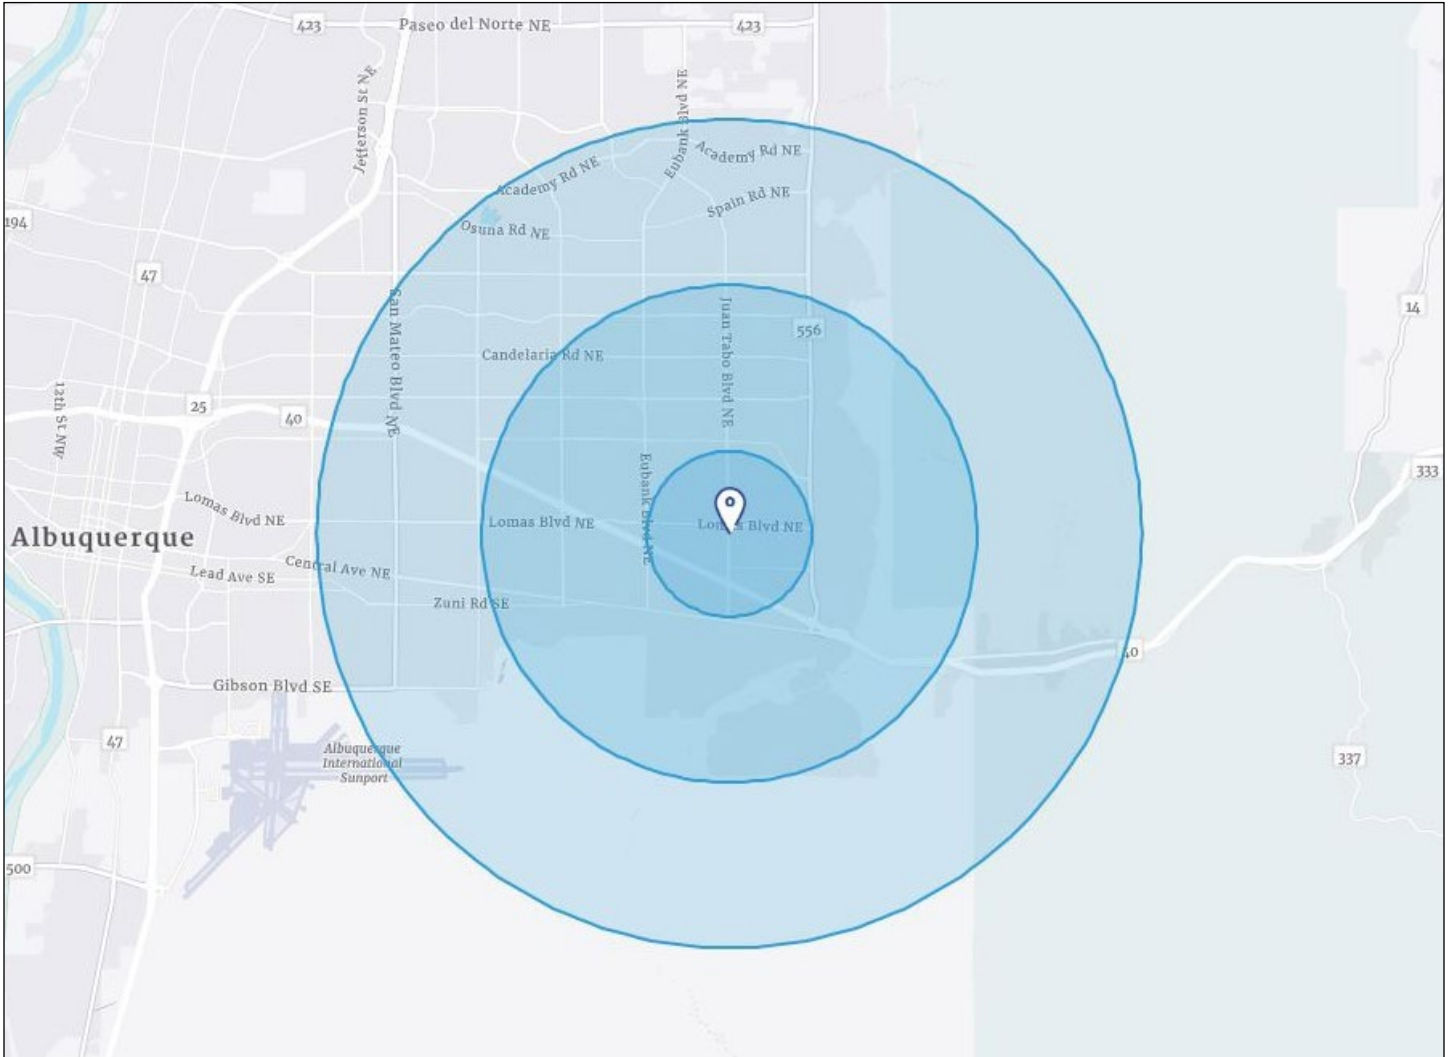 423
Paseo del Norte NE
423
Jefferson St NE
Eubank Blvd NE
Academy Rd NE
Academy Rd NE
Spain Rd NE
194
Osuna Rd NE
47
San Mateo Blvd NE
Juan Tabo Blvd NE
14
556
Candelaria Rd NE
12th St NW
25
40
Eubank Blvd NE
333
Lomas Blvd NE
Lomas Blvd NE
Lomas Blvd NE
Albuquerque
Central Ave NE
Lead Ave SE
Zuni Rd SE
40
Gibson Blvd SE
47
Albuquerque
International
Sunport
337
500